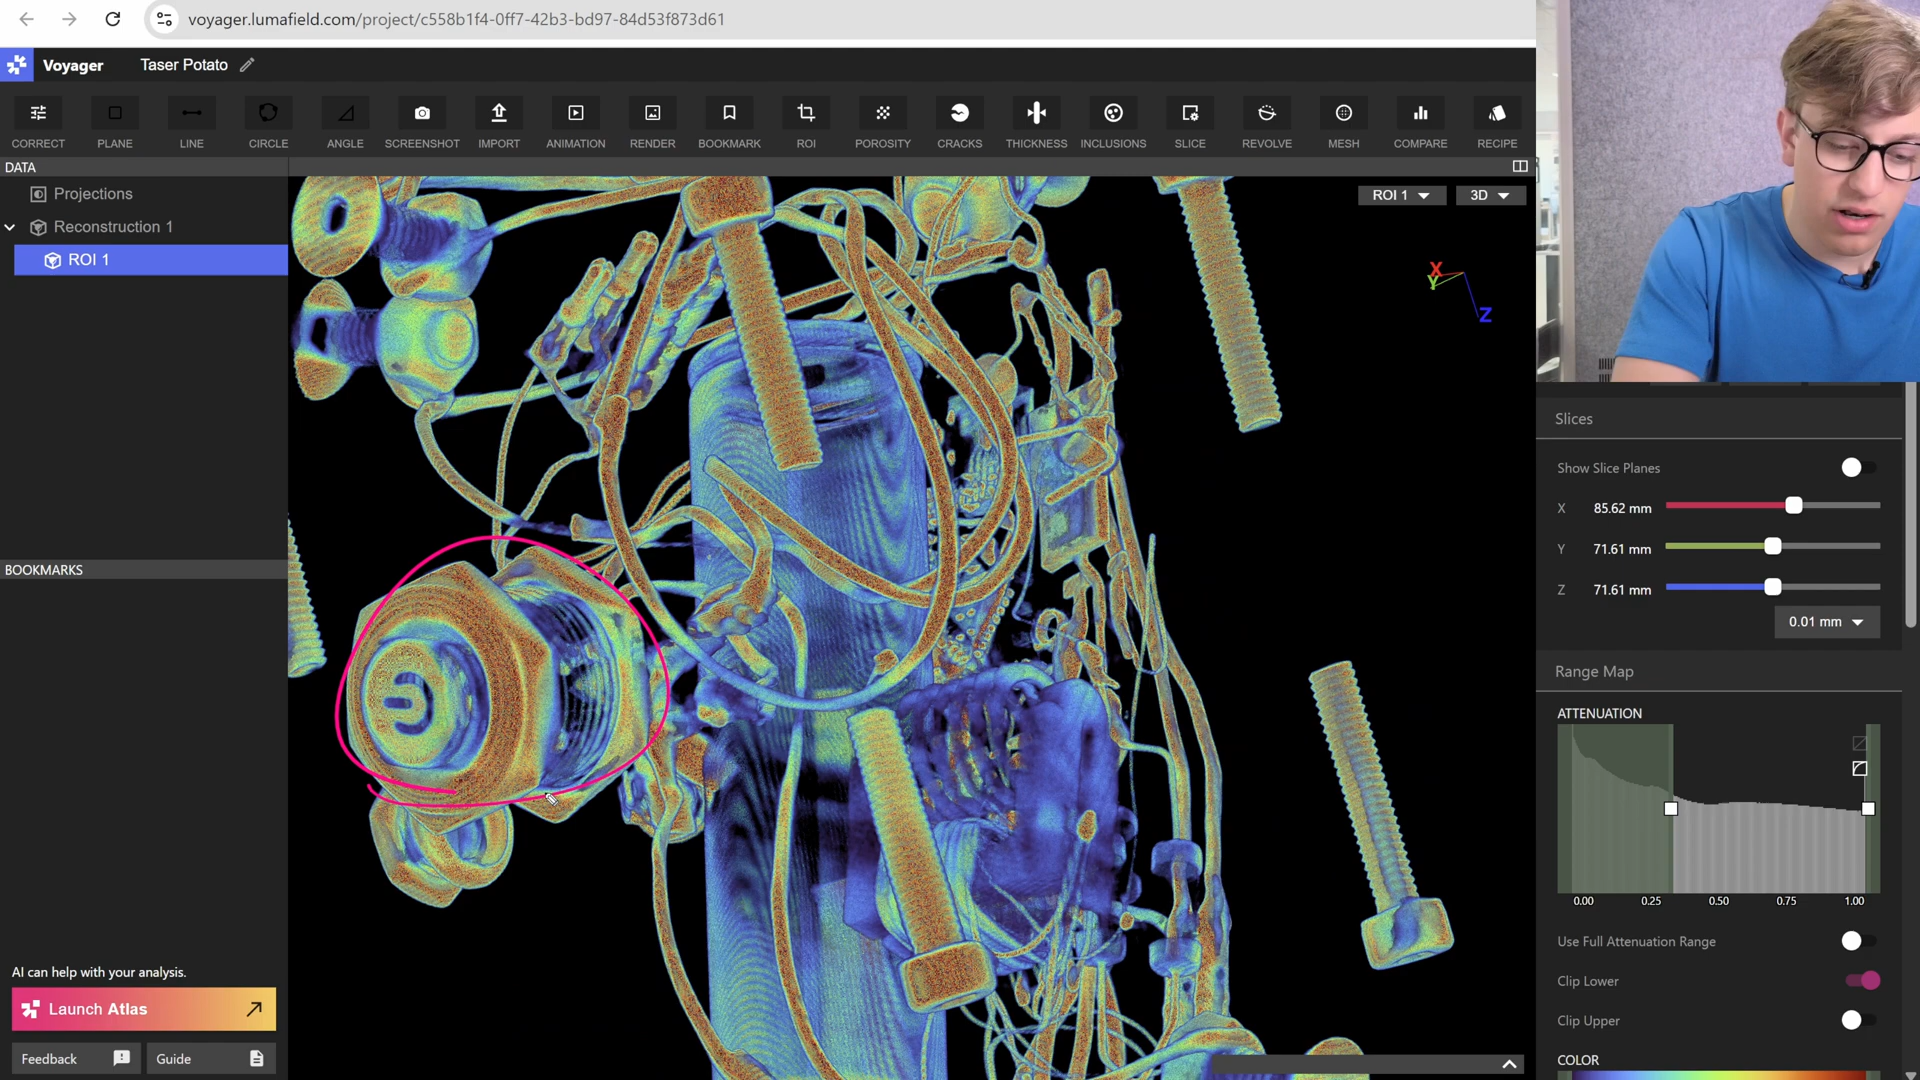 voyager.lumafield.com/project/c558b1f4-0ff7-42b3-bd97-84d53f873d61
Voyager
Taser Potato
CORRECT PLANE LINE CIRCLE ANGLE SCREENSHOT IMPORT ANIMATION RENDER BOOKMARK ROI POROSITY CRACKS THICKNESS INCLUSIONS SLICE REVOLVE MESH COMPARE RECIPE
DATA
Projections
Reconstruction 1
ROI 1
ROI 1
3D
X
Y
Z
BOOKMARKS
AI can help with your analysis.
Launch Atlas
Feedback
Guide
Slices
Show Slice Planes
X 85.62 mm
Y 71.61 mm
Z 71.61 mm
0.01 mm
Range Map
ATTENUATION
0.00 0.25 0.50 0.75 1.00
Use Full Attenuation Range
Clip Lower
Clip Upper
COLOR